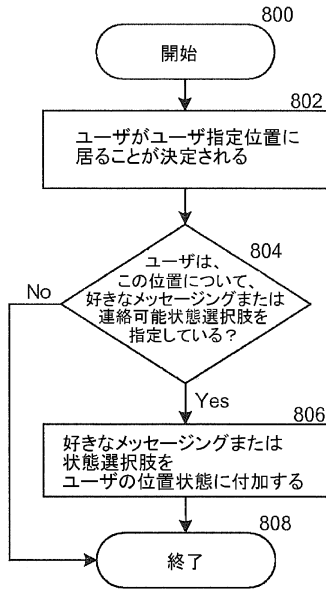 800
開始
802
ユーザがユーザ指定位置に
居ることが決定される
804
ユーザは、
この位置について、
好きなメッセージングまたは
連絡可能状態選択肢を
指定している？
No
Yes
806
好きなメッセージングまたは
状態選択肢を
ユーザの位置状態に付加する
808
終了